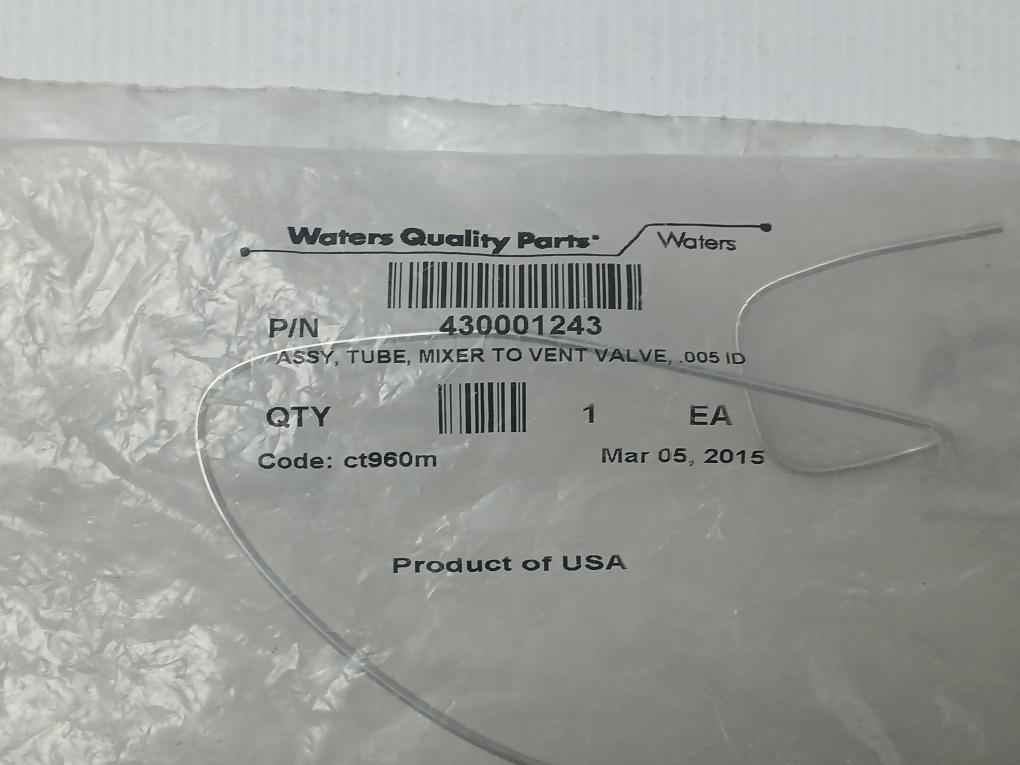 Waters Quality Parts
Waters
P/N 430001243
ASSY, TUBE, MIXER TO VENT VALVE, .005 ID
QTY 1 EA
Code: ct960m Mar 05, 2015
Product of USA